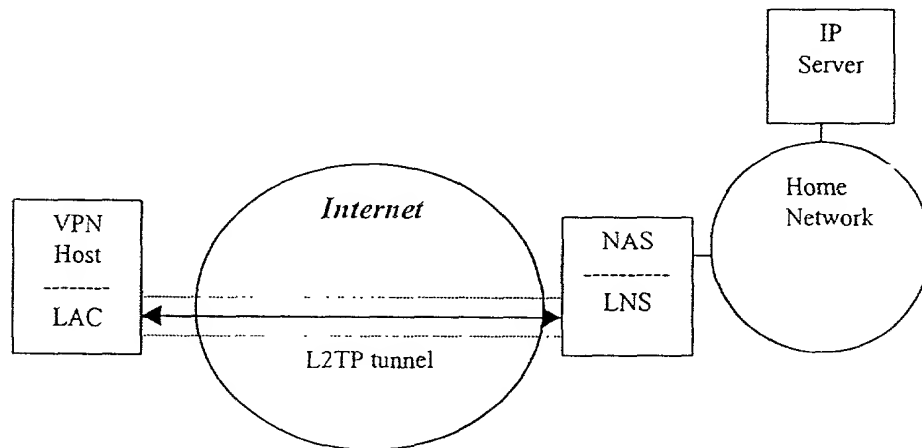 IP
Server
Home
Network
Internet
VPN
Host
LAC
NAS
LNS
L2TP tunnel